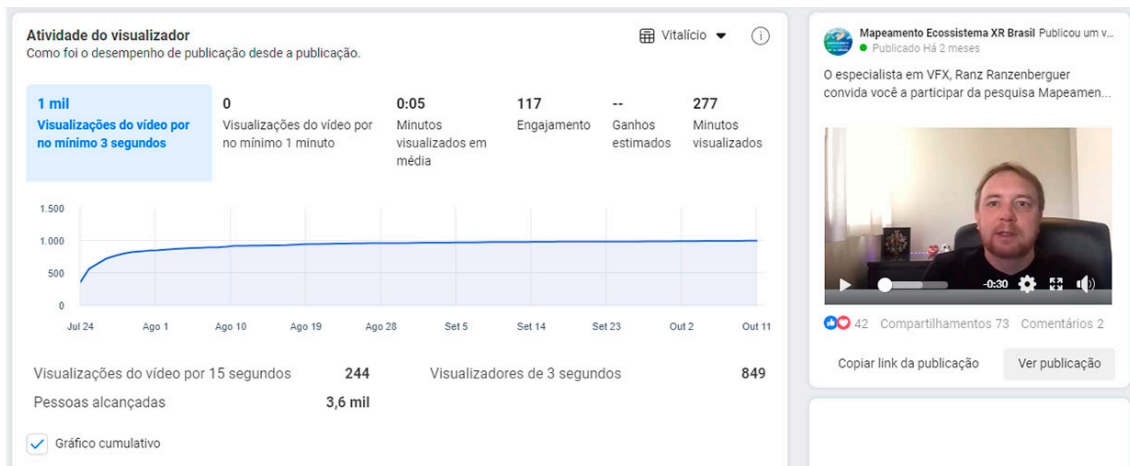 Atividade do visualizador
Como foi o desempenho de publicação desde a publicação.
Vitalício
1 mil
Visualizações do vídeo por
no mínimo 3 segundos
0
Visualizações do vídeo por
no mínimo 1 minuto
0:05
Minutos
visualizados em
média
117
Engajamento
--
Ganhos
estimados
277
Minutos
visualizados
1.500
1.000
500
0
Jul 24 Ago 1 Ago 10 Ago 19 Ago 28 Set 5 Set 14 Set 23 Out 2 Out 11
Visualizações do vídeo por 15 segundos 244
Visualizadores de 3 segundos 849
Pessoas alcançadas 3,6 mil
Gráfico cumulativo
Mapeamento Ecossistema XR Brasil Publicou um v...
Publicado Há 2 meses
O especialista em VFX, Ranz Ranzenberguer
convida você a participar da pesquisa Mapeamen...
-0:30
42 Compartilhamentos 73 Comentários 2
Copiar link da publicação Ver publicação